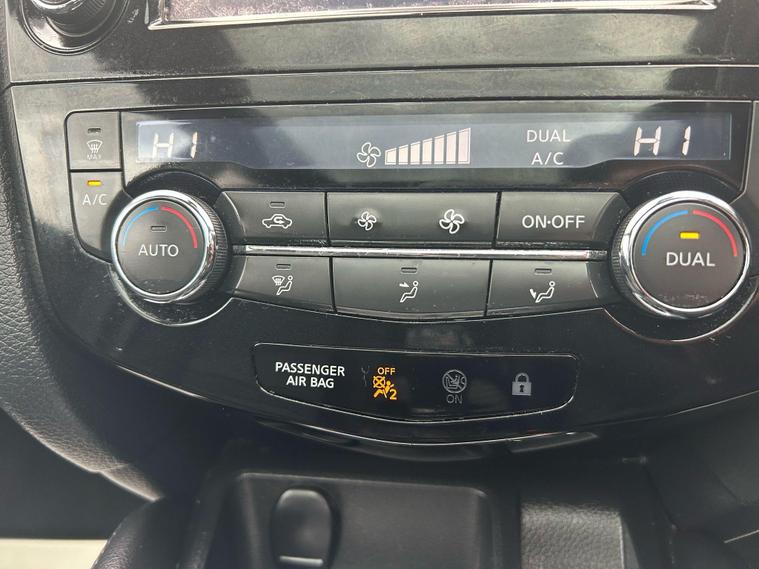 HI
DUAL
A/C
HI
MAX
A/C
AUTO
ON·OFF
DUAL
PASSENGER
AIR BAG
OFF
2
ON